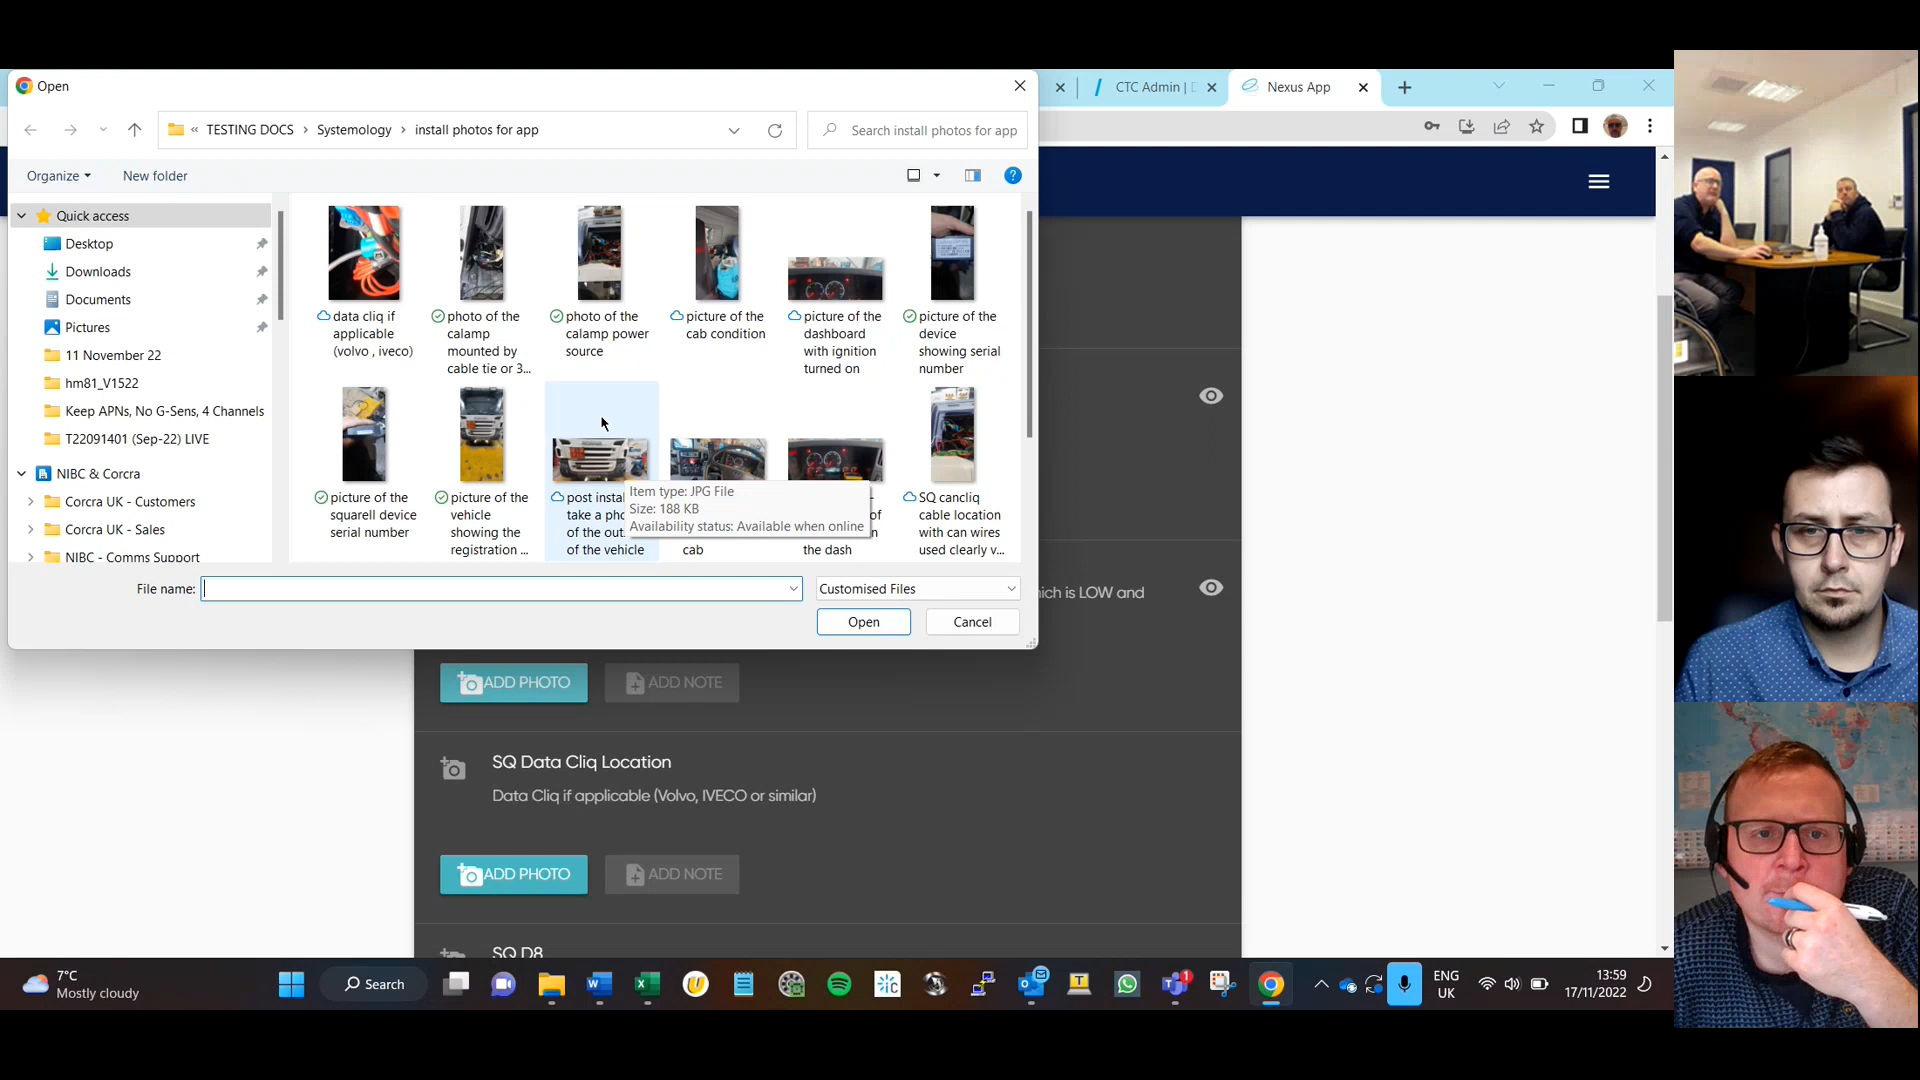 Open
CTC Admin | D
Nexus App
« TESTING DOCS > Systemology > install photos for app
Search install photos for app
Organize
New folder
Quick access
Desktop
Downloads
Documents
Pictures
11 November 22
hm81_V1522
Keep APNs, No G-Sens, 4 Channels
T22091401 (Sep-22) LIVE
NIBC & Corcra
Corcra UK - Customers
Corcra UK - Sales
NIBC - Comms Support
data cliq if
applicable
(volvo , iveco)
photo of the
calamp
mounted by
cable tie or 3...
photo of the
calamp power
source
picture of the
cab condition
picture of the
dashboard
with ignition
turned on
picture of the
device
showing serial
number
picture of the
squarell device
serial number
picture of the
vehicle
showing the
registration ...
post insta
take a pho
of the out
of the vehicle
cab
of
n
the dash
SQ cancliq
cable location
with can wires
used clearly v...
Item type: JPG File
Size: 188 KB
Availability status: Available when online
File name:
Customised Files
Open
Cancel
ich is LOW and
ADD PHOTO
ADD NOTE
SQ Data Cliq Location
Data Cliq if applicable (Volvo, IVECO or similar)
ADD PHOTO
ADD NOTE
SQ D8
7°C
Mostly cloudy
Search
1
ENG
UK
13:59
17/11/2022